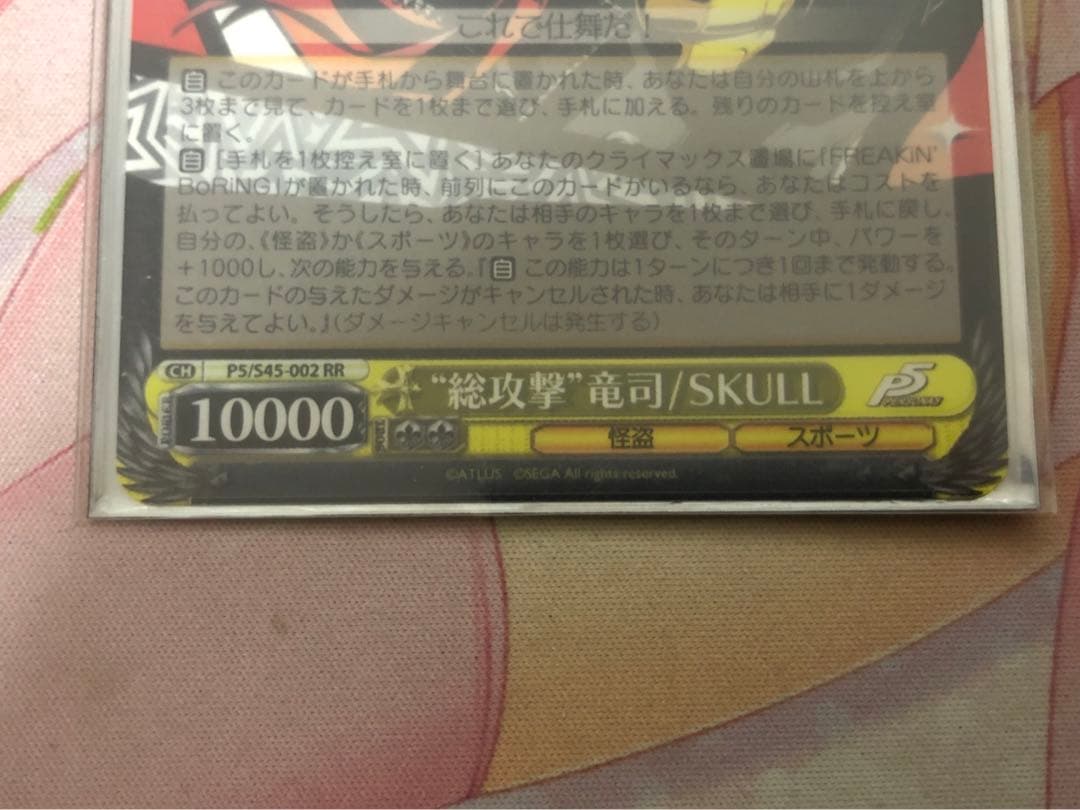 これで仕舞だ！
自 このカードが手札から舞台に置かれた時、あなたは自分の山札を上から
3枚まで見て、カードを1枚まで選び、手札に加える。残りのカードを控え室
に置く。
自 [手札を1枚控え室に置く] あなたのクライマックス置場に「FREAKiN'
BoRiNG」が置かれた時、前列にこのカードがいるなら、あなたはコストを
払ってよい。そうしたら、あなたは相手のキャラを1枚まで選び、手札に戻し、
自分の、《怪盗》か《スポーツ》のキャラを1枚選び、そのターン中、パワーを
+1000し、次の能力を与える。『自 この能力は1ターンにつき1回まで発動する。
このカードの与えたダメージがキャンセルされた時、あなたは相手に1ダメージ
を与えてよい。』(ダメージキャンセルは発生する)
CH P5/S45-002 RR
"総攻撃"竜司/SKULL
P5
POWER 10000
SOUL
怪盗 スポーツ
©ATLUS ©SEGA All rights reserved.